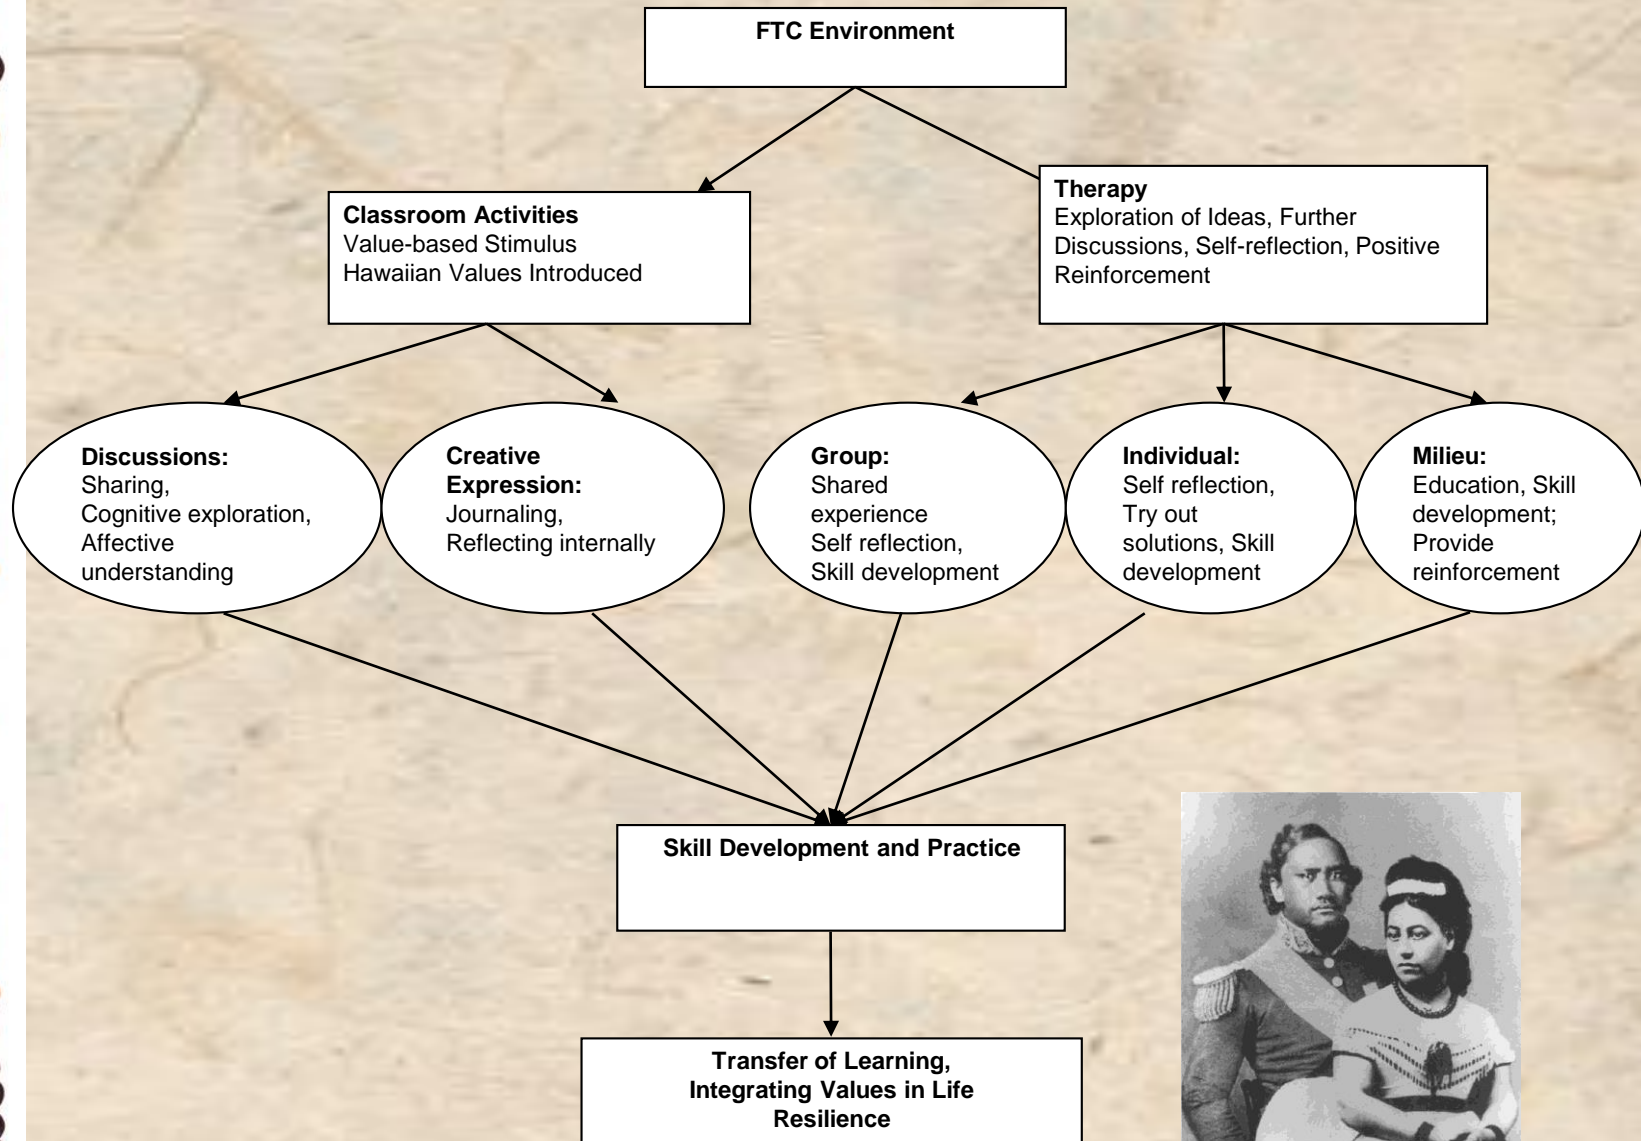 FTC Environment
Classroom Activities
Value-based Stimulus
Hawaiian Values Introduced
Therapy
Exploration of Ideas, Further
Discussions, Self-reflection, Positive
Reinforcement
Discussions:
Sharing,
Cognitive exploration,
Affective
understanding
Creative
Expression:
Journaling,
Reflecting internally
Group:
Shared
experience
Self reflection,
Skill development
Individual:
Self reflection,
Try out
solutions, Skill
development
Milieu:
Education, Skill
development;
Provide
reinforcement
Skill Development and Practice
Transfer of Learning,
Integrating Values in Life
Resilience